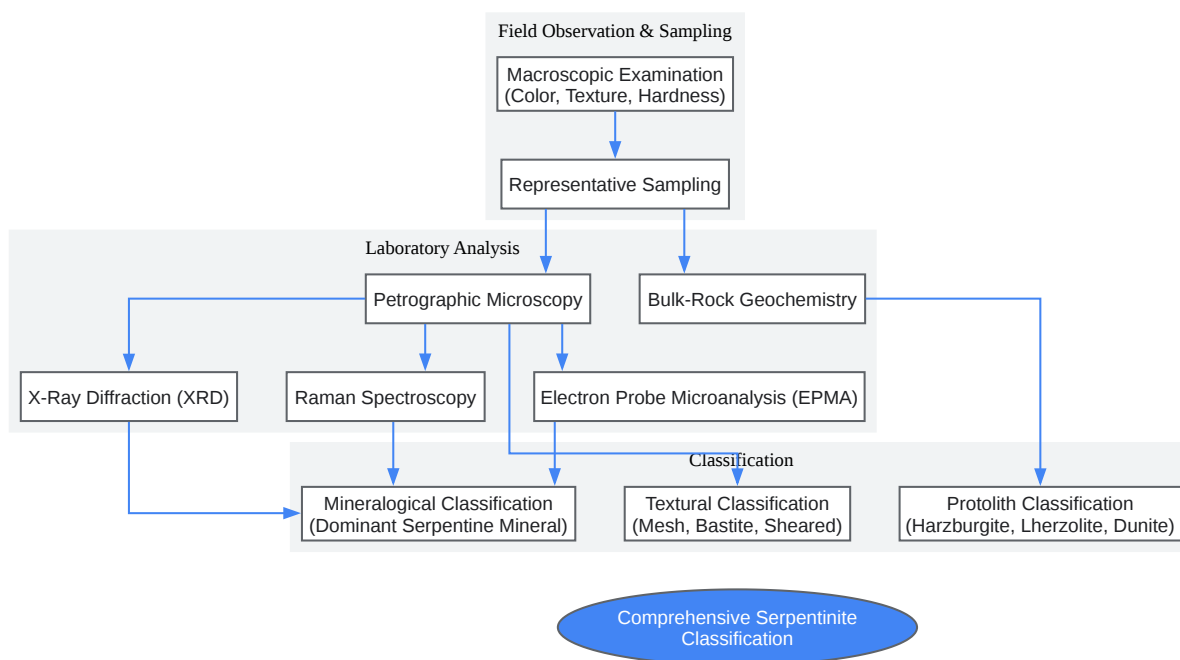 Field Observation & Sampling
Macroscopic Examination
(Color, Texture, Hardness)
Representative Sampling
Laboratory Analysis
Petrographic Microscopy
Bulk-Rock Geochemistry
X-Ray Diffraction (XRD)
Raman Spectroscopy
Electron Probe Microanalysis (EPMA)
Classification
Mineralogical Classification
(Dominant Serpentine Mineral)
Textural Classification
(Mesh, Bastite, Sheared)
Protolith Classification
(Harzburgite, Lherzolite, Dunite)
Comprehensive Serpentinite
Classification